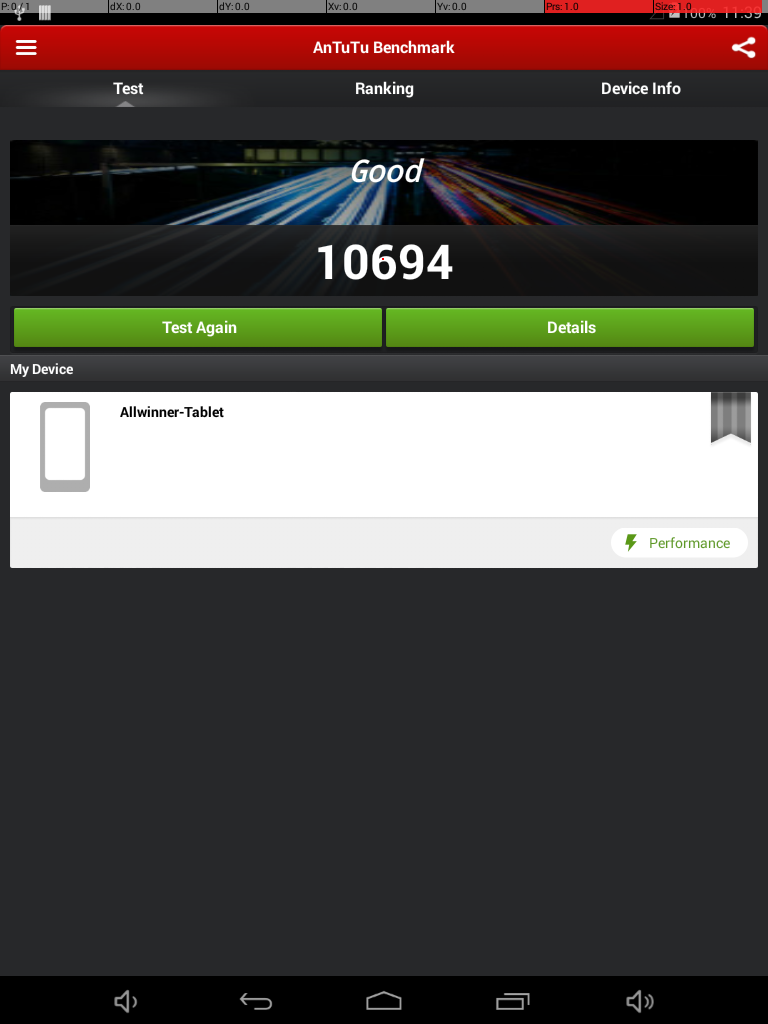 P: 0 / 1 dX: 0.0 dY: 0.0 Xv: 0.0 Yv: 0.0 Prs: 1.0 Size: 1.0
100% 11:39
AnTuTu Benchmark
Test Ranking Device Info
Good
10694
Test Again Details
My Device
Allwinner-Tablet
Performance